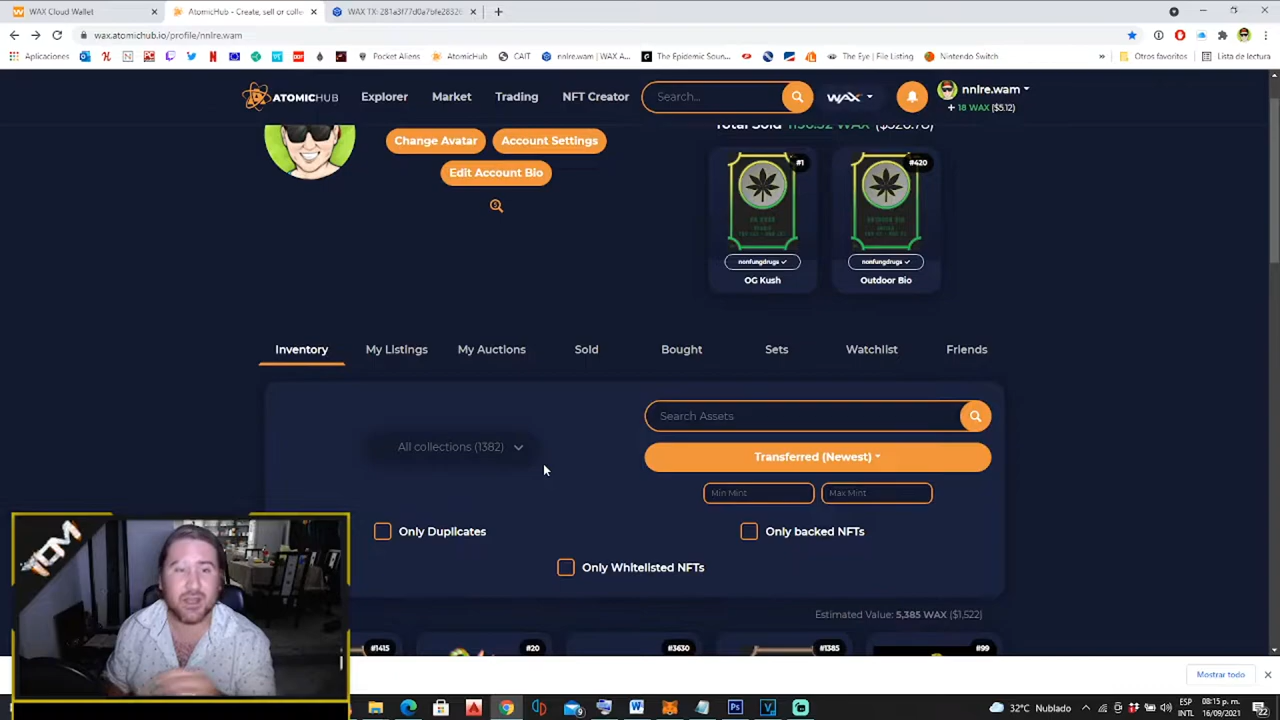 WAX Cloud Wallet
AtomicHub - Create, sell or colle
WAX TX: 281a3f77d0a7bfe28326
wax.atomichub.io/profile/nnlre.wam
Aplicaciones
Pocket Aliens
AtomicHub
CAIT
nnlre.wam | WAX A...
The Epidemic Soun...
The Eye | File Listing
Nintendo Switch
»
Otros favoritos
Lista de lectura
ATOMICHUB
Explorer
Market
Trading
NFT Creator
Search...
WAX
nnlre.wam
+ 18 WAX ($5.12)
Change Avatar
Account Settings
Edit Account Bio
#1
nonfungdrugs ✓
OG Kush
#420
nonfungdrugs ✓
Outdoor Bio
Inventory
My Listings
My Auctions
Sold
Bought
Sets
Watchlist
Friends
Search Assets
All collections (1382)
Transferred (Newest)
Min Mint
Max Mint
Only Duplicates
Only backed NFTs
Only Whitelisted NFTs
Estimated Value: 5,385 WAX ($1,522)
#1415
#20
#3630
#1385
#99
Mostrar todo
32°C Nublado
ESP
INTL
08:15 p. m.
16/09/2021
22